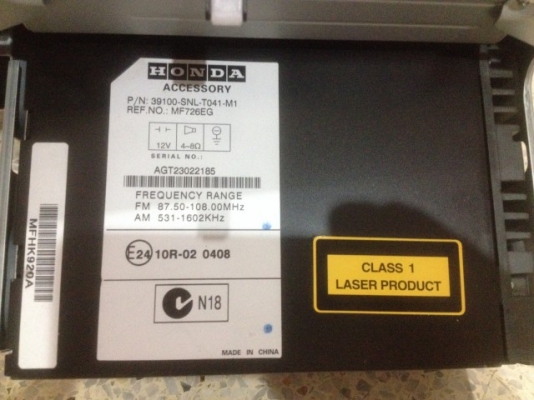 HONDA
ACCESSORY
P/N: 39100-SNL-T041-M1
REF.NO.: MF726EG
12V 4-8Ω
SERIAL NO.:
AGT23022185
FREQUENCY RANGE
FM 87.50-108.00MHz
AM 531-1602KHz
E24 10R-02 0408
N18
MADE IN CHINA
MFHK920A
CLASS 1
LASER PRODUCT